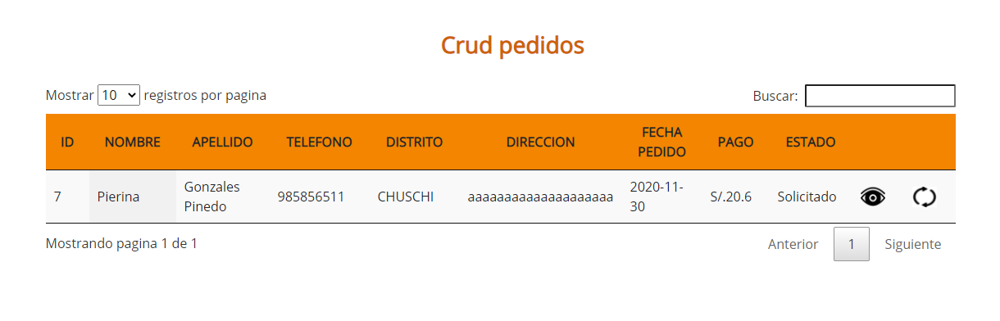 Crud pedidos
Mostrar 10 registros por pagina
Buscar:
ID NOMBRE APELLIDO TELEFONO DISTRITO DIRECCION FECHA PEDIDO PAGO ESTADO
7 Pierina Gonzales Pinedo 985856511 CHUSCHI aaaaaaaaaaaaaaaaaaaa 2020-11-30 S/.20.6 Solicitado
Mostrando pagina 1 de 1
Anterior 1 Siguiente